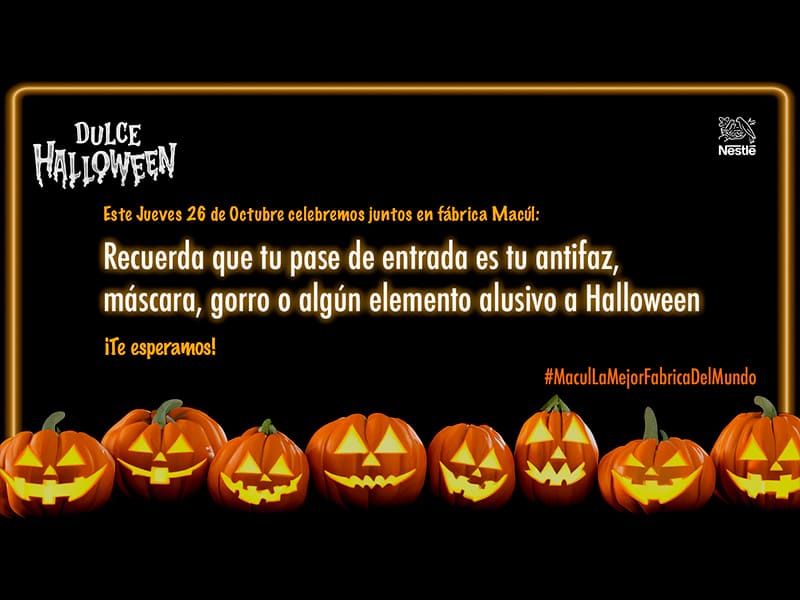 DULCE
HALLOWEEN
Nestlé
Este Jueves 26 de Octubre celebremos juntos en fábrica Macúl:
Recuerda que tu pase de entrada es tu antifaz,
máscara, gorro o algún elemento alusivo a Halloween
¡Te esperamos!
#MaculLaMejorFabricaDelMundo